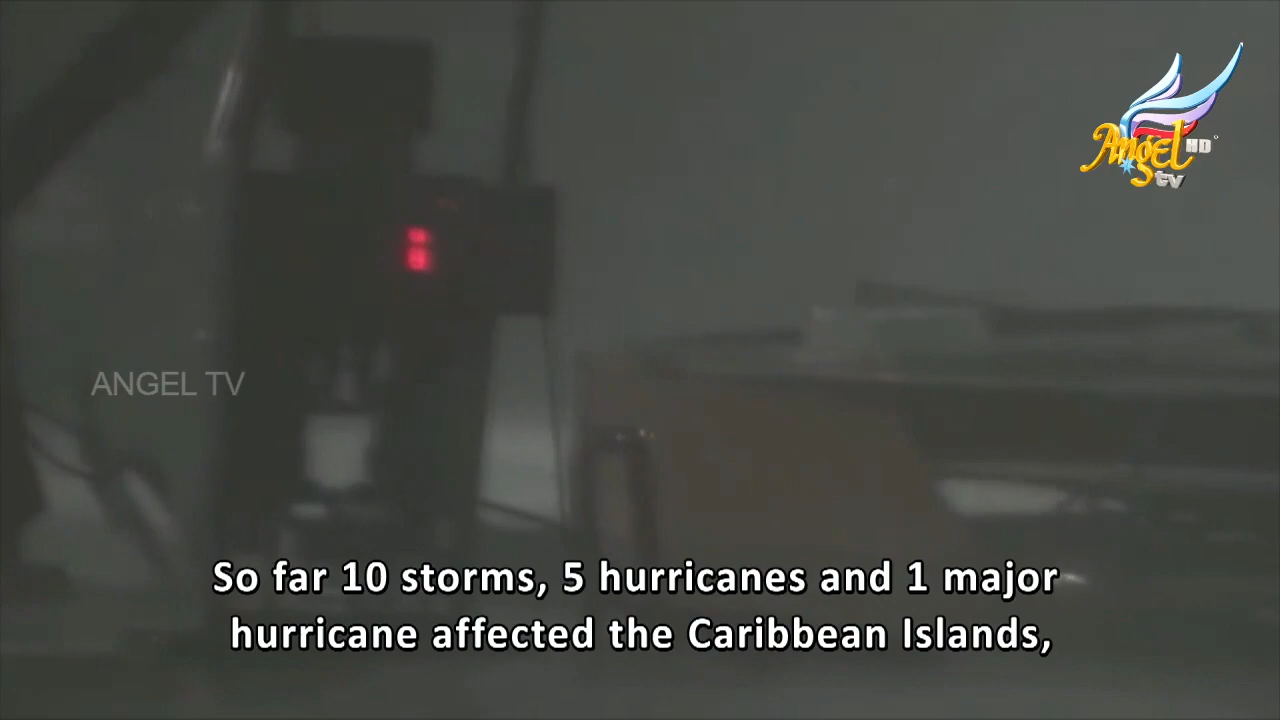 Angel HD
tv
ANGEL TV
So far 10 storms, 5 hurricanes and 1 major
hurricane affected the Caribbean Islands,